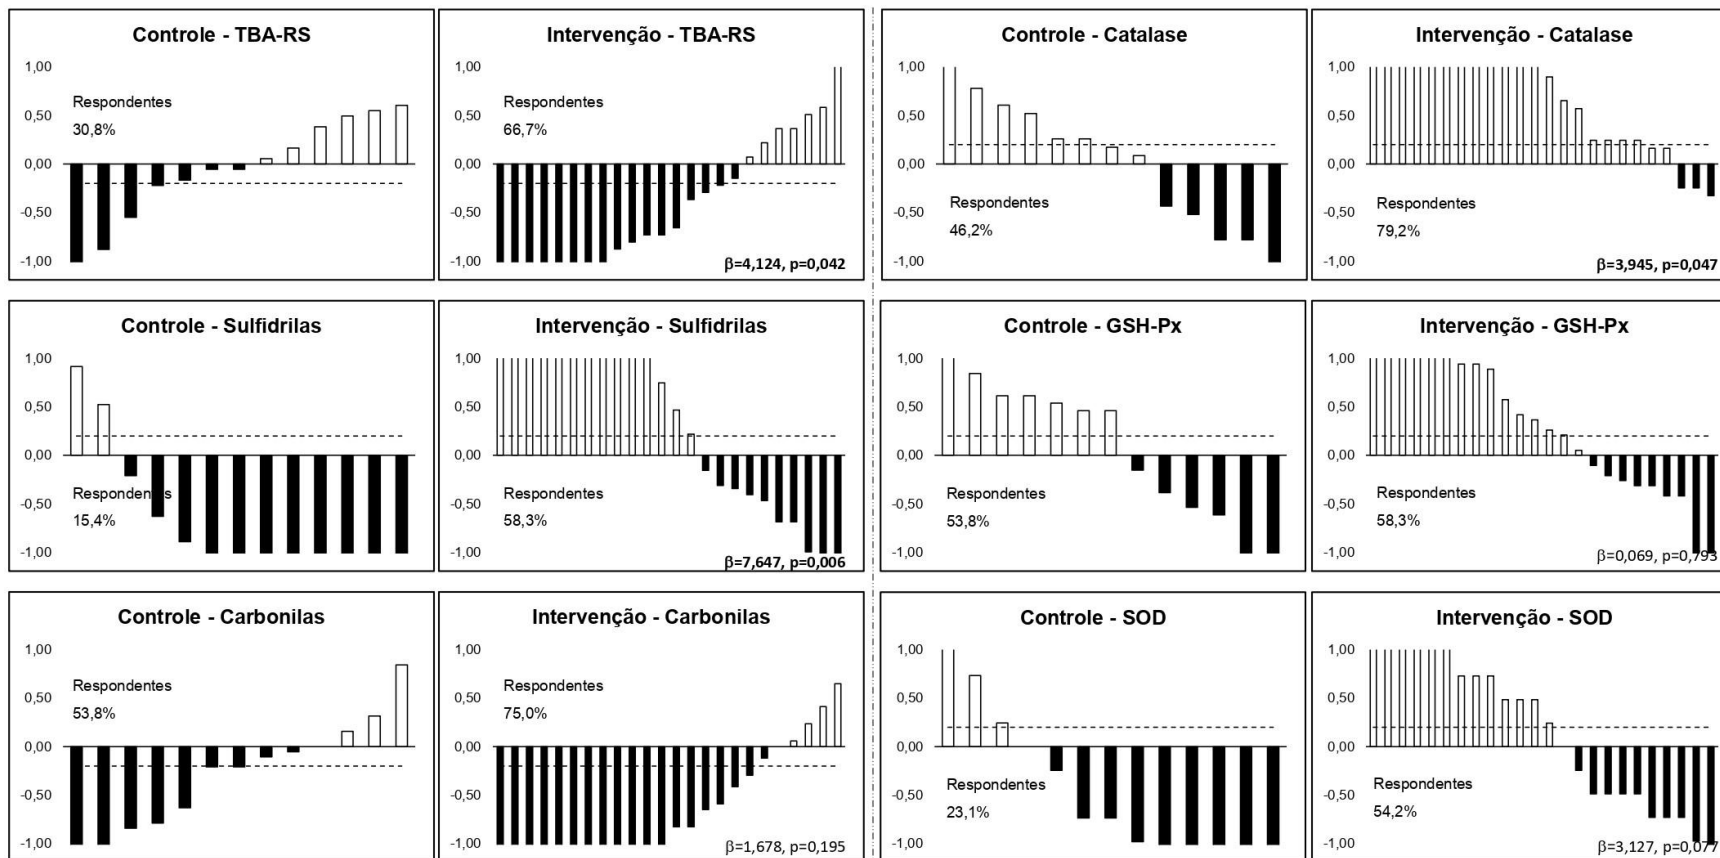 Controle - TBA-RS
1,00
0,50
0,00
-0,50
-1,00
Respondentes
30,8%
Intervenção - TBA-RS
1,00
0,50
0,00
-0,50
-1,00
Respondentes
66,7%
β=4,124, p=0,042
Controle - Catalase
1,00
0,50
0,00
-0,50
-1,00
Respondentes
46,2%
Intervenção - Catalase
1,00
0,50
0,00
-0,50
-1,00
Respondentes
79,2%
β=3,945, p=0,047
Controle - Sulfidrilas
1,00
0,50
0,00
-0,50
-1,00
Respondentes
15,4%
Intervenção - Sulfidrilas
1,00
0,50
0,00
-0,50
-1,00
Respondentes
58,3%
β=7,647, p=0,006
Controle - GSH-Px
1,00
0,50
0,00
-0,50
-1,00
Respondentes
53,8%
Intervenção - GSH-Px
1,00
0,50
0,00
-0,50
-1,00
Respondentes
58,3%
β=0,069, p=0,793
Controle - Carbonilas
1,00
0,50
0,00
-0,50
-1,00
Respondentes
53,8%
Intervenção - Carbonilas
1,00
0,50
0,00
-0,50
-1,00
Respondentes
75,0%
β=1,678, p=0,195
Controle - SOD
1,00
0,50
0,00
-0,50
-1,00
Respondentes
23,1%
Intervenção - SOD
1,00
0,50
0,00
-0,50
-1,00
Respondentes
54,2%
β=3,127, p=0,077